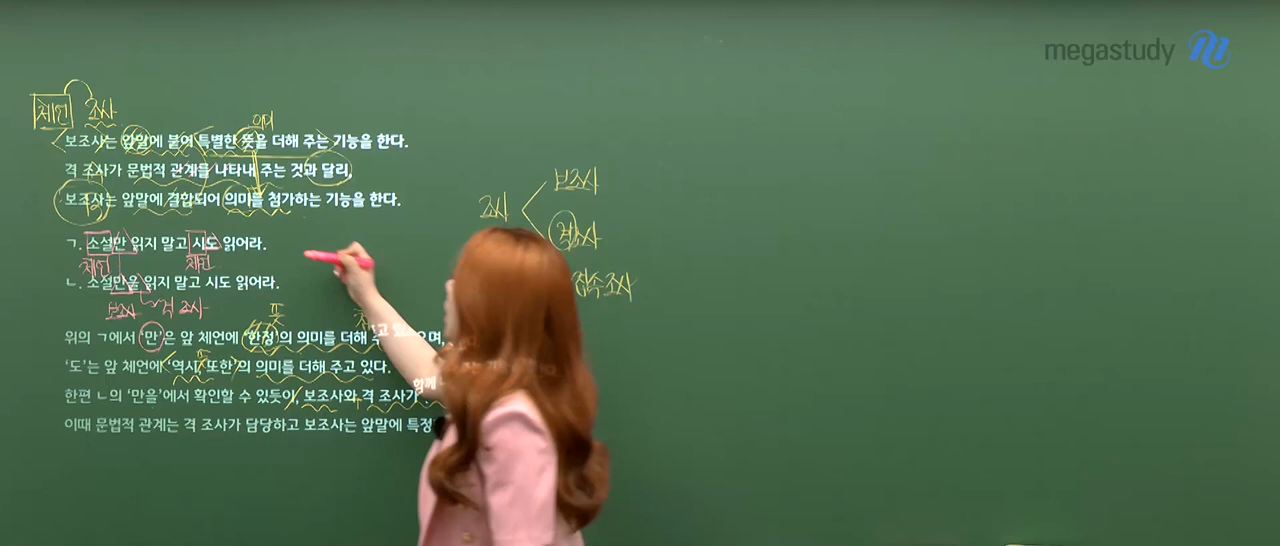 megastudy
체언 조사
의미
보조사는 앞말에 붙어 특별한 뜻을 더해 주는 기능을 한다.
격 조사가 문법적 관계를 나타내 주는 것과 달리,
보조사는 앞말에 결합되어 의미를 첨가하는 기능을 한다.
조사
보조사
격조사
접속조사
ㄱ. 소설만 읽지 말고 시도 읽어라.
체언 체언
ㄴ. 소설만을 읽지 말고 시도 읽어라.
보조사 격 조사
뜻
위의 ㄱ에서 ‘만’은 앞 체언에 ‘한정’의 의미를 더해
뜻
‘도’는 앞 체언에 ‘역시, 또한’의 의미를 더해 주고 있다.
함께
한편 ㄴ의 ‘만을’에서 확인할 수 있듯이, 보조사와 격 조사가
이때 문법적 관계는 격 조사가 담당하고 보조사는 앞말에 특정